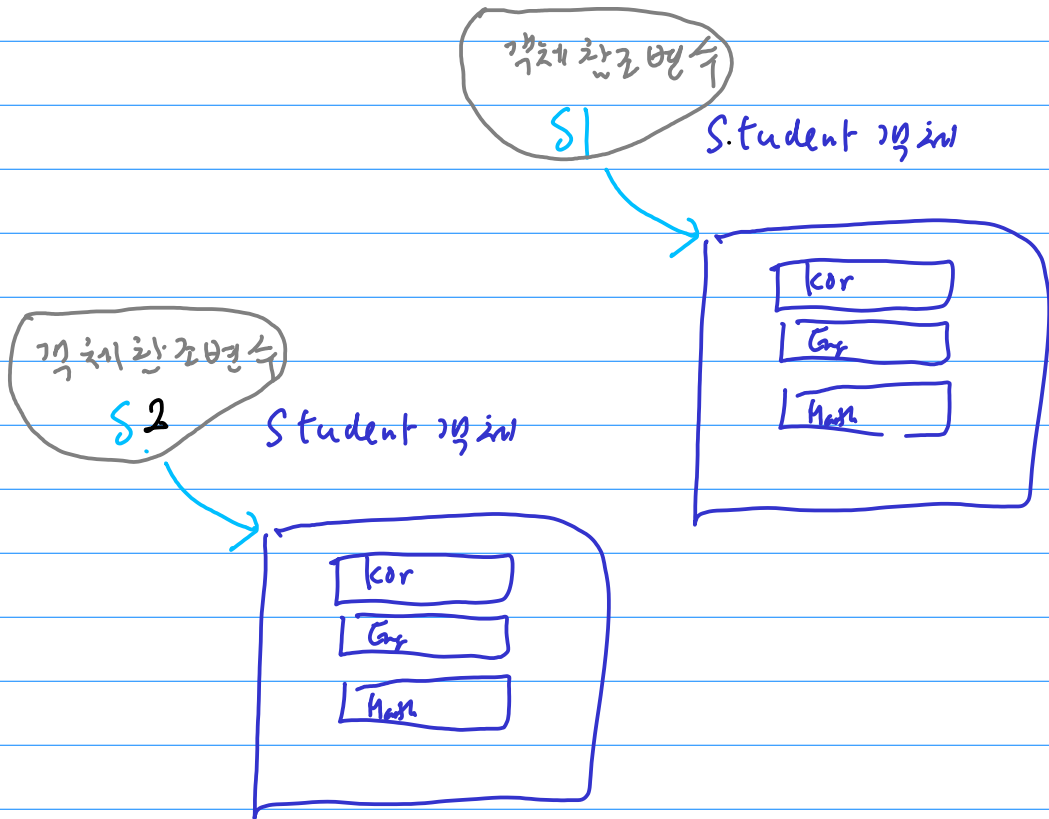 객체 참조 변수
S1
Student 객체
Kor
Eng
Math
객체 참조변수
S2
Student 객체
Kor
Eng
Math